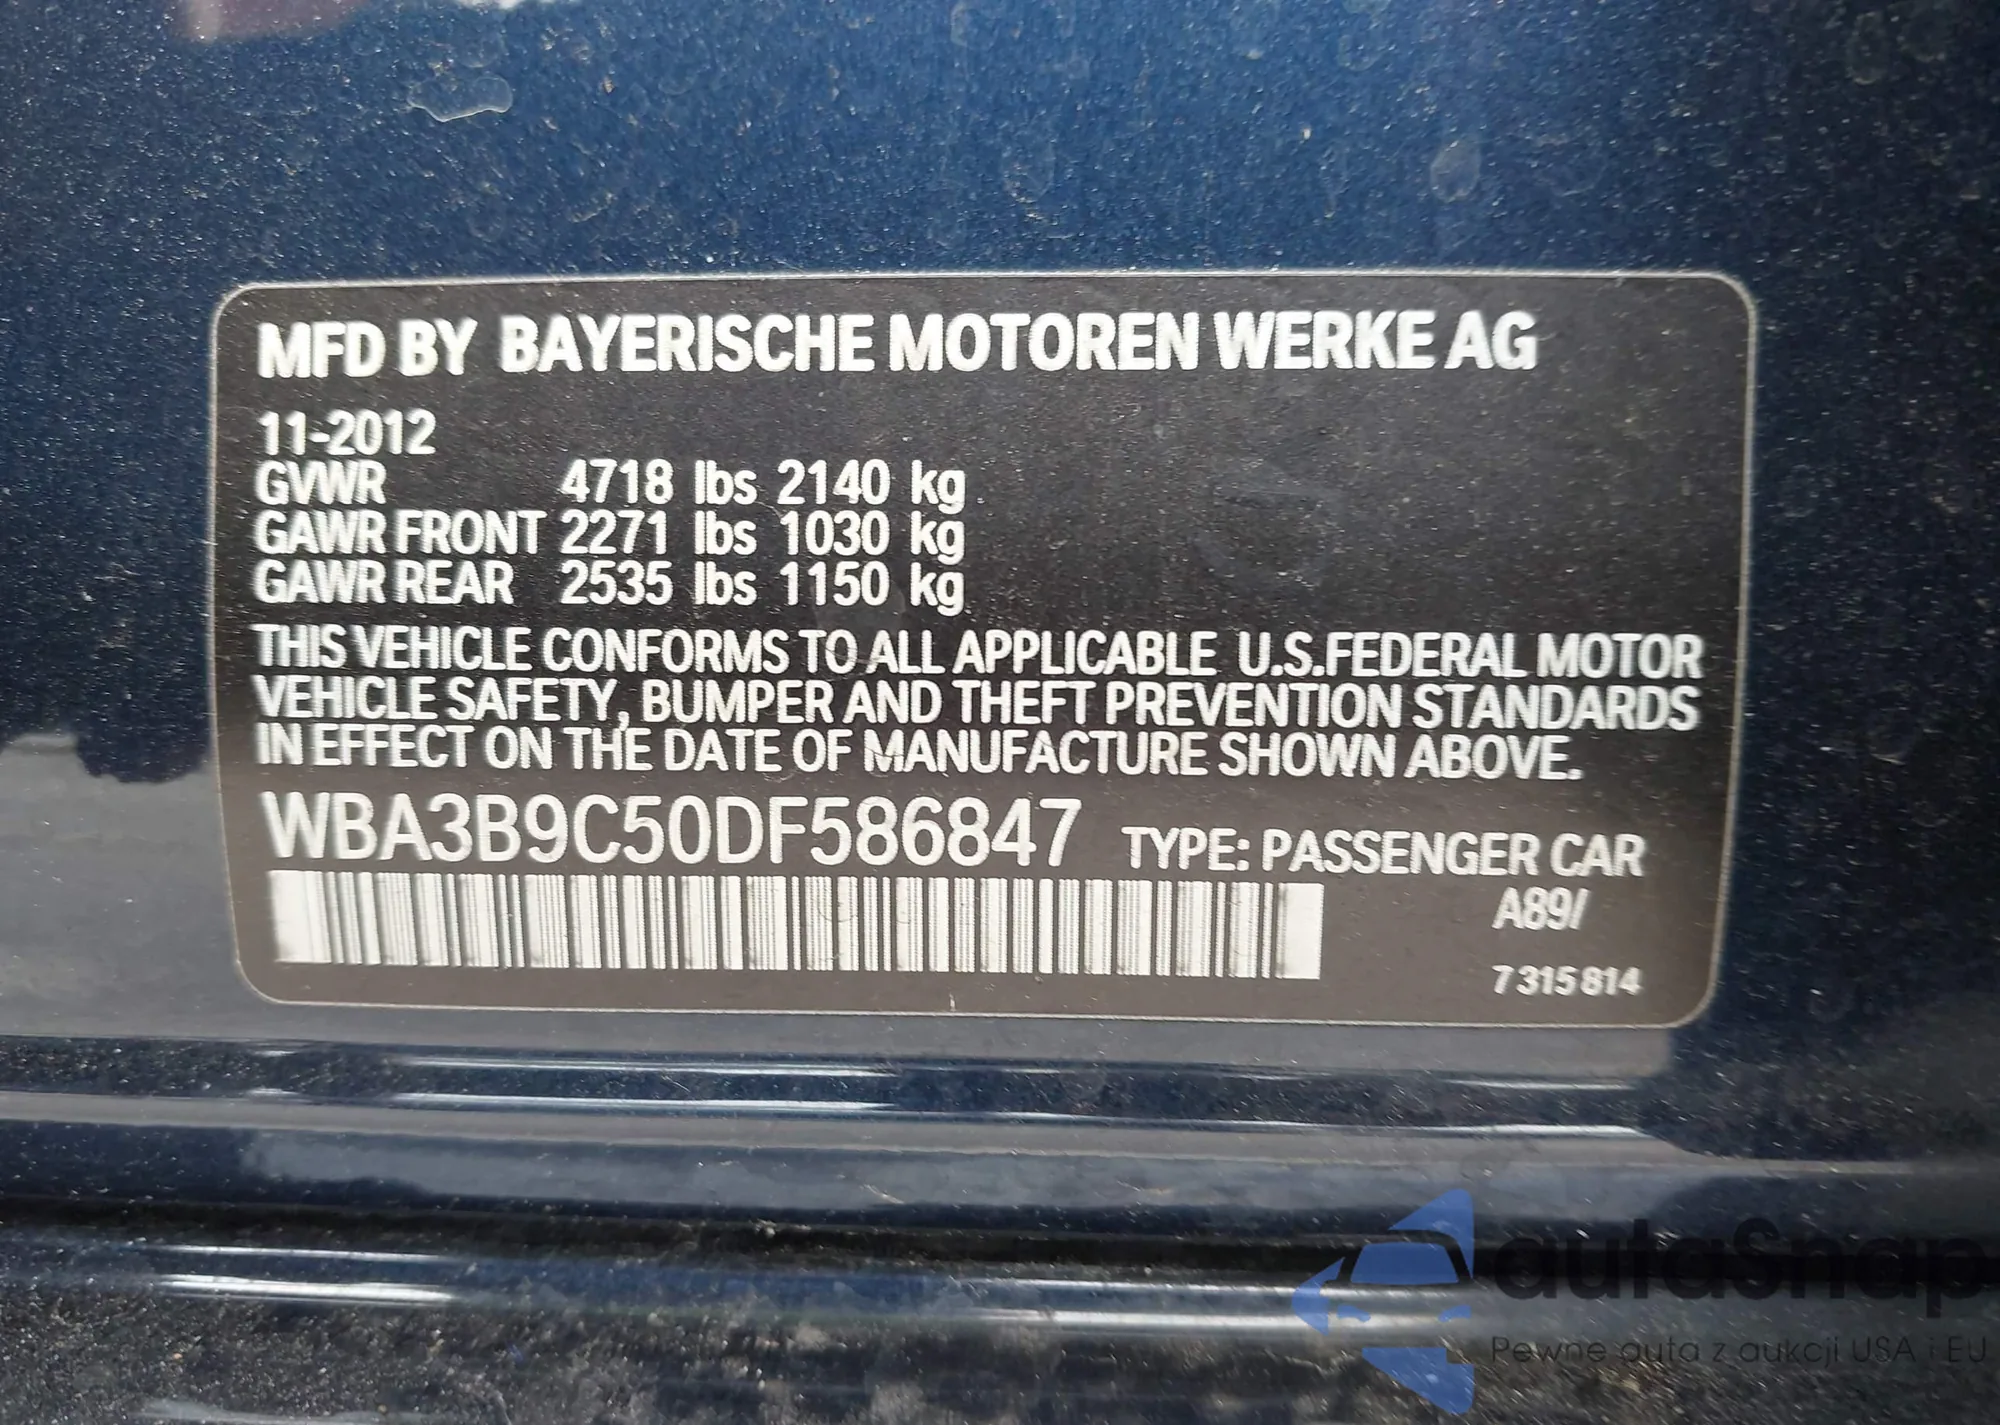 MFD BY BAYERISCHE MOTOREN WERKE AG
11-2012
GVWR 4718 lbs 2140 kg
GAWR FRONT 2271 lbs 1030 kg
GAWR REAR 2535 lbs 1150 kg
THIS VEHICLE CONFORMS TO ALL APPLICABLE U.S.FEDERAL MOTOR
VEHICLE SAFETY, BUMPER AND THEFT PREVENTION STANDARDS
IN EFFECT ON THE DATE OF MANUFACTURE SHOWN ABOVE.
WBA3B9C50DF586847 TYPE: PASSENGER CAR
A89/
7 315 814
autaSnap
Pewne auta z aukcji USA i EU